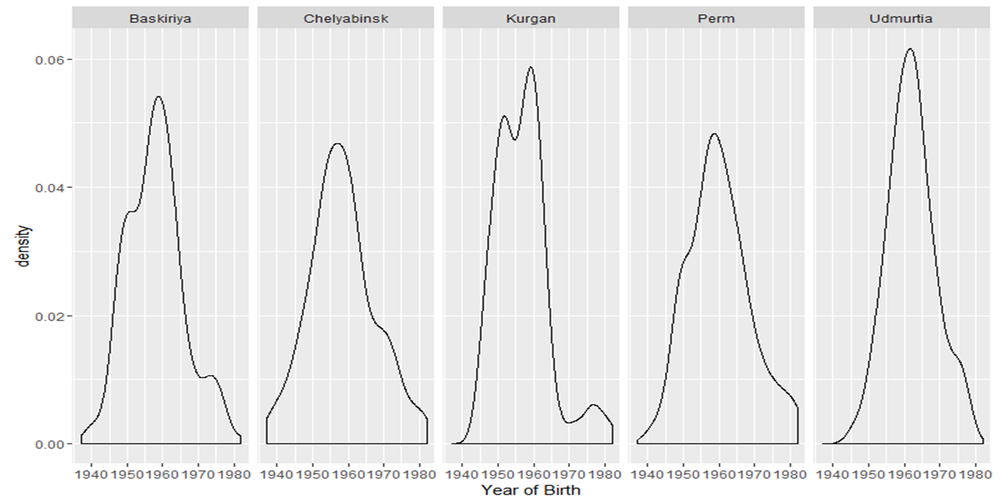 Baskiriya Chelyabinsk Kurgan Perm Udmurtia
0.06
0.04
0.02
0.00
density
1940 1950 1960 1970 1980 1940 1950 1960 1970 1980 1940 1950 1960 1970 1980 1940 1950 1960 1970 1980 1940 1950 1960 1970 1980
Year of Birth